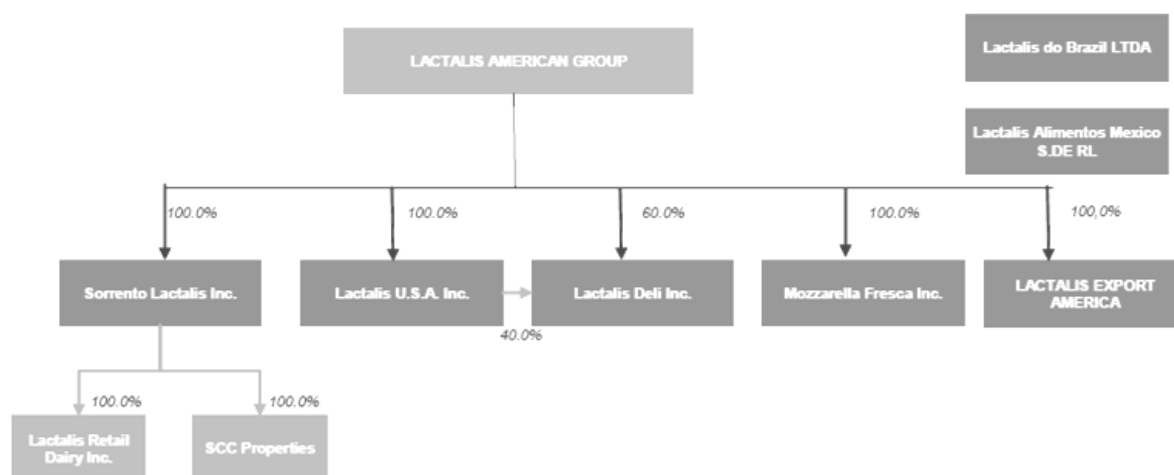 LACTALIS AMERICAN GROUP
Lactalis do Brazil LTDA
Lactalis Alimentos Mexico
S.DE RL
100.0%
100.0%
60.0%
100.0%
100,0%
Sorrento Lactalis Inc.
Lactalis U.S.A. Inc.
Lactalis Deli Inc.
Mozzarella Fresca Inc.
LACTALIS EXPORT
AMERICA
40.0%
100.0%
100.0%
Lactalis Retail
Dairy Inc.
SCC Properties